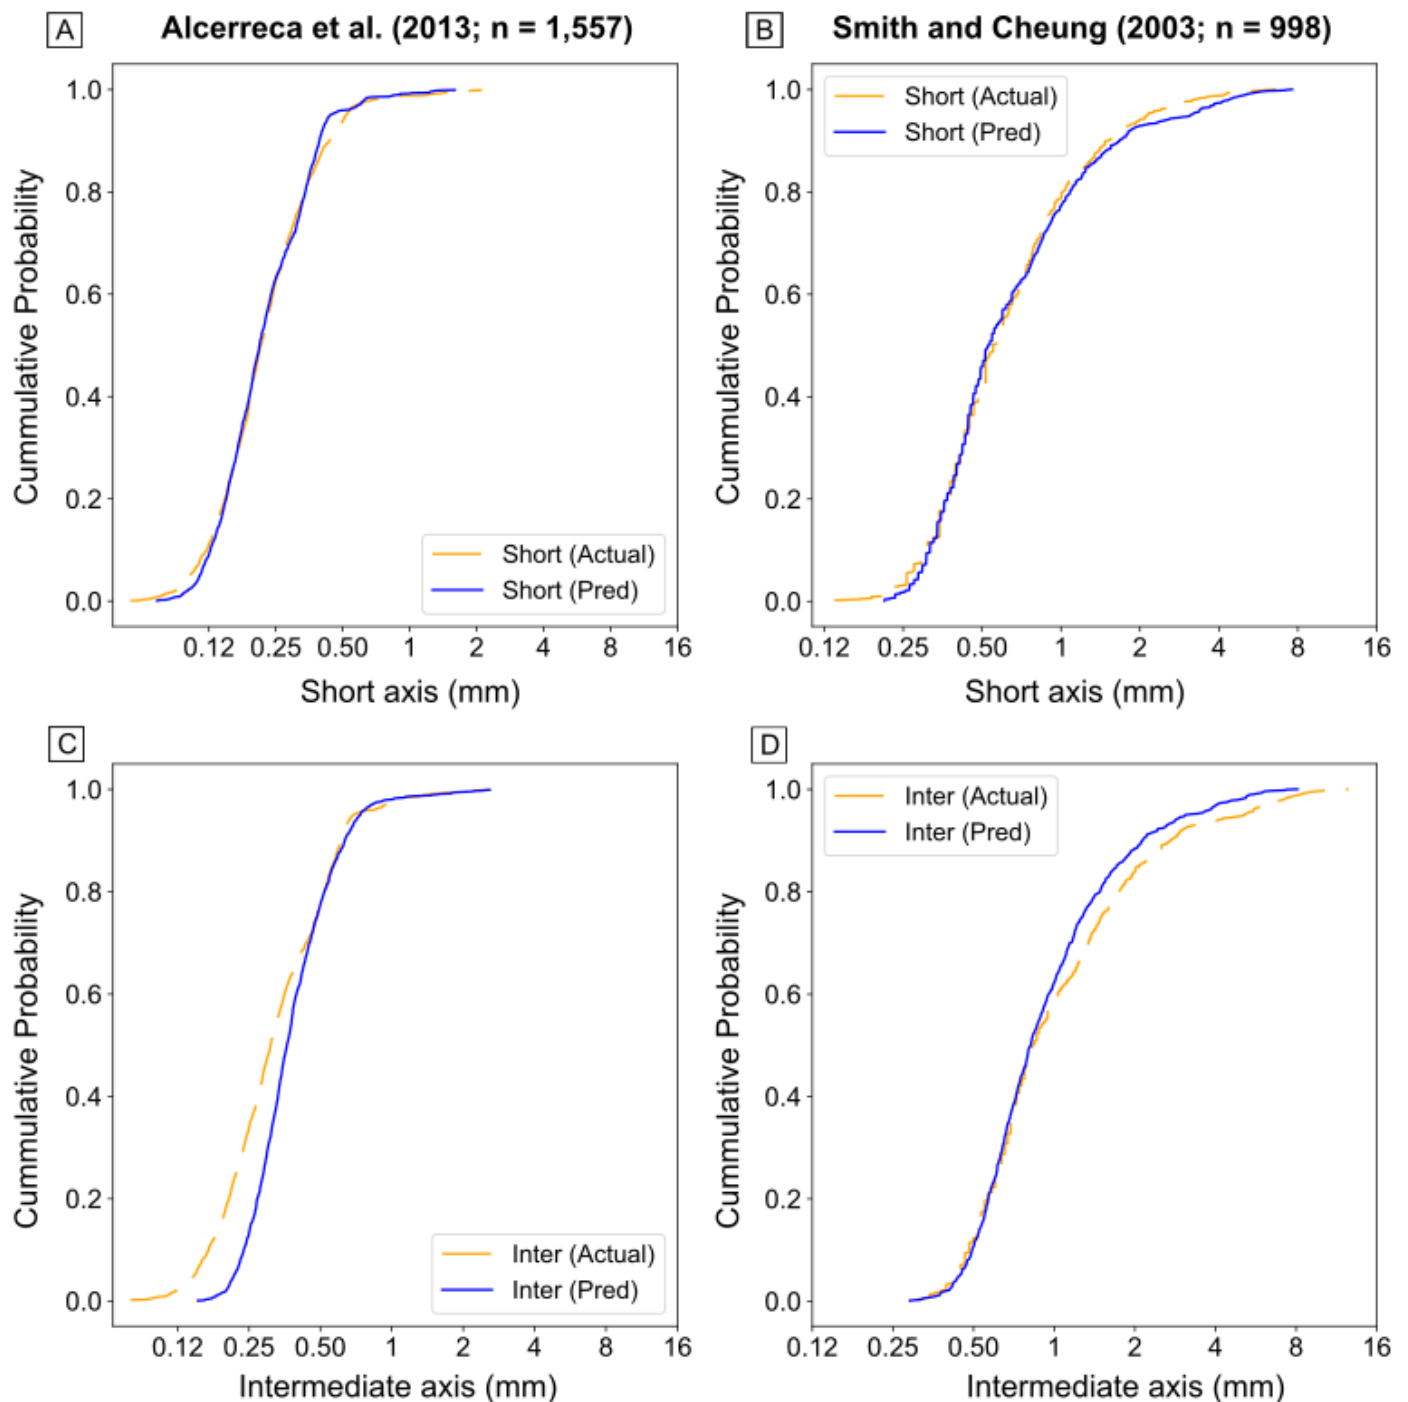 A
Alcerreca et al. (2013; n = 1,557)
Cummulative Probability
1.0
0.8
0.6
0.4
0.2
0.0
Short (Actual)
Short (Pred)
0.12 0.25 0.50 1 2 4 8 16
Short axis (mm)
B
Smith and Cheung (2003; n = 998)
Cummulative Probability
1.0
0.8
0.6
0.4
0.2
0.0
Short (Actual)
Short (Pred)
0.12 0.25 0.50 1 2 4 8 16
Short axis (mm)
C
Cummulative Probability
1.0
0.8
0.6
0.4
0.2
0.0
Inter (Actual)
Inter (Pred)
0.12 0.25 0.50 1 2 4 8 16
Intermediate axis (mm)
D
Cummulative Probability
1.0
0.8
0.6
0.4
0.2
0.0
Inter (Actual)
Inter (Pred)
0.12 0.25 0.50 1 2 4 8 16
Intermediate axis (mm)